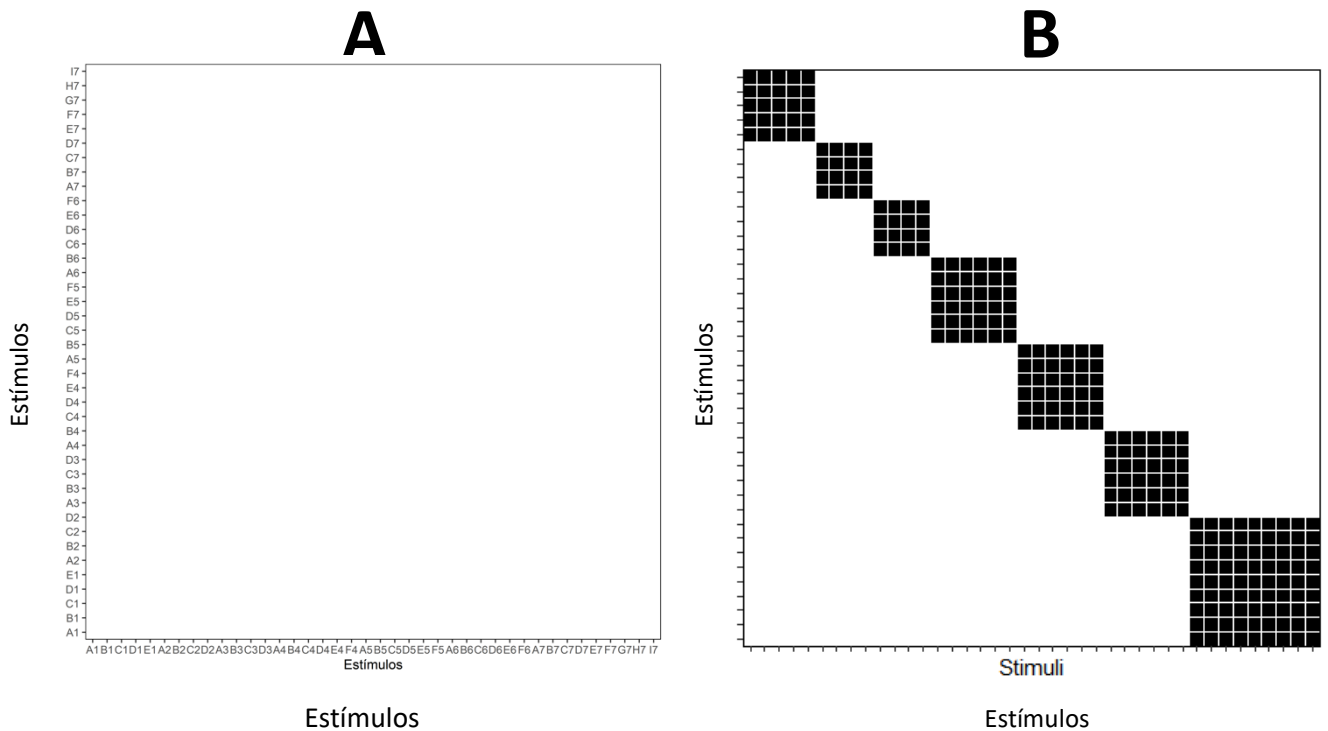 A
B
I7
H7
G7
F7
E7
D7
C7
B7
A7
F6
E6
D6
C6
B6
A6
F5
E5
D5
C5
B5
A5
F4
E4
D4
C4
B4
A4
D3
C3
B3
A3
D2
C2
B2
A2
E1
D1
C1
B1
A1
Estímulos
A1 B1 C1 D1 E1 A2 B2 C2 D2 A3 B3 C3 D3 A4 B4 C4 D4 E4 F4 A5 B5 C5 D5 E5 F5 A6 B6 C6 D6 E6 F6 A7 B7 C7 D7 E7 F7 G7 H7 I7
Estímulos
Estímulos
Estímulos
Stimuli
Estímulos